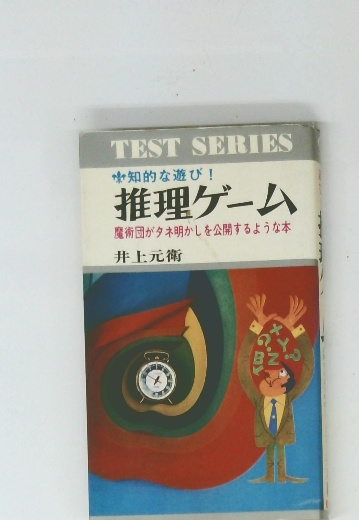 TEST SERIES
知的な遊び!
推理ゲーム
魔術団がタネ明かしを公開するような本
井上元衛
X Y ?
B Y Z